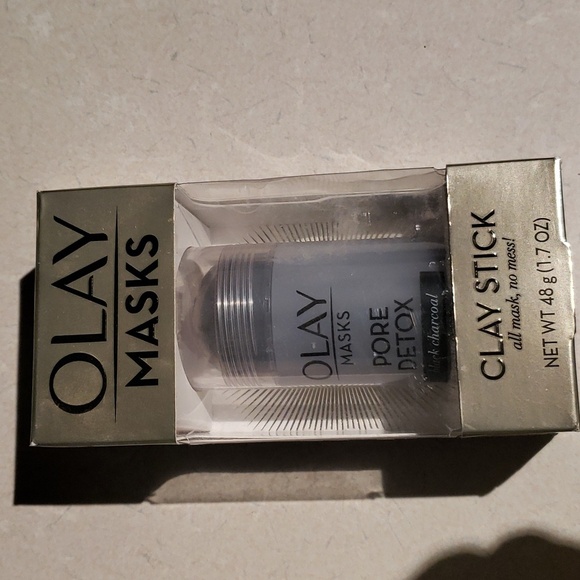 OLAY
MASKS
OLAY
MASKS
PORE
DETOX
black charcoal
CLAY STICK
all mask, no mess!
NET WT 48 g (1.7 OZ)